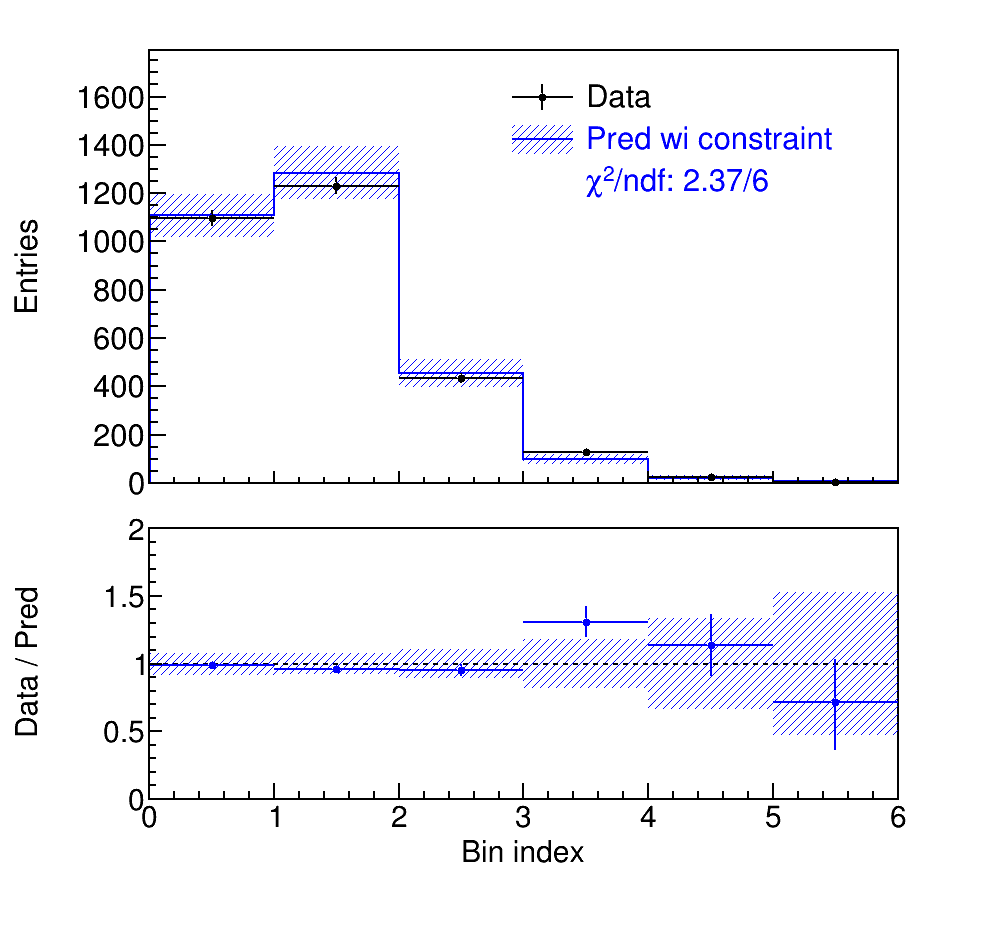 1600
1400
1200
1000
800
600
400
200
0
Entries
Data
Pred wi constraint
χ²/ndf: 2.37/6
2
1.5
1
0.5
0
Data / Pred
0 1 2 3 4 5 6
Bin index